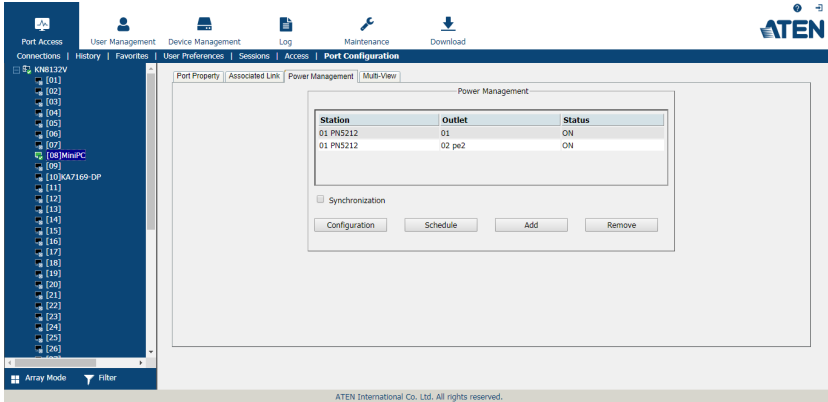 Port Access
User Management
Device Management
Log
Maintenance
Download
ATEN
Connections | History | Favorites | User Preferences | Sessions | Access | Port Configuration
KN8132V
[01]
[02]
[03]
[04]
[05]
[06]
[07]
[08]MiniPC
[09]
[10]KA7169-DP
[11]
[12]
[13]
[14]
[15]
[16]
[17]
[18]
[19]
[20]
[21]
[22]
[23]
[24]
[25]
[26]
Array Mode
Filter
Port Property
Associated Link
Power Management
Multi-View
Power Management
Station Outlet Status
01 PN5212 01 ON
01 PN5212 02 pe2 ON
Synchronization
Configuration
Schedule
Add
Remove
ATEN International Co. Ltd. All rights reserved.